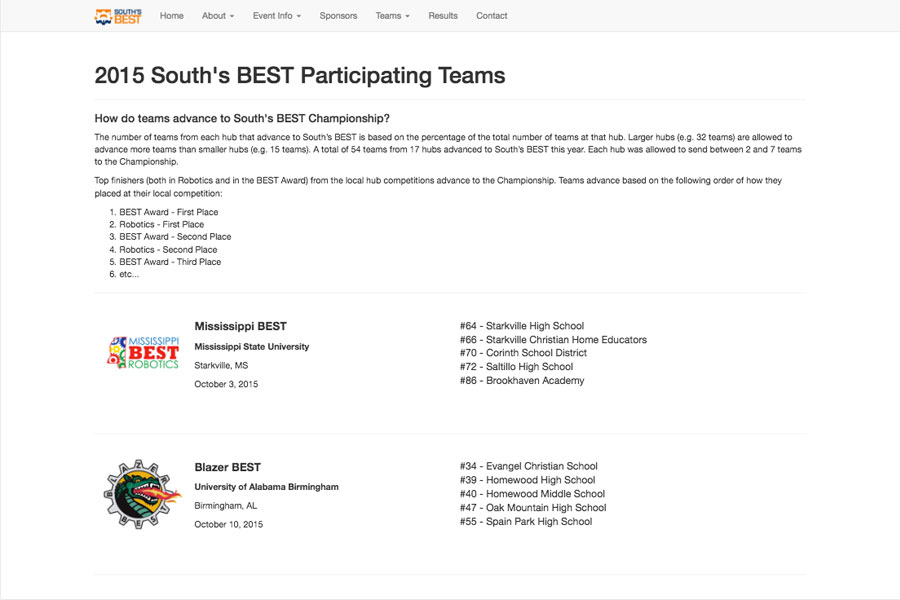 SOUTH'S BEST Home About Event Info Sponsors Teams Results Contact
2015 South's BEST Participating Teams
How do teams advance to South's BEST Championship?
The number of teams from each hub that advance to South's BEST is based on the percentage of the total number of teams at that hub. Larger hubs (e.g. 32 teams) are allowed to
advance more teams than smaller hubs (e.g. 15 teams). A total of 54 teams from 17 hubs advanced to South's BEST this year. Each hub was allowed to send between 2 and 7 teams
to the Championship.
Top finishers (both in Robotics and in the BEST Award) from the local hub competitions advance to the Championship. Teams advance based on the following order of how they
placed at their local competition:
1. BEST Award - First Place
2. Robotics - First Place
3. BEST Award - Second Place
4. Robotics - Second Place
5. BEST Award - Third Place
6. etc...
MISSISSIPPI
BEST
ROBOTICS
Mississippi BEST
Mississippi State University
Starkville, MS
October 3, 2015
#64 - Starkville High School
#66 - Starkville Christian Home Educators
#70 - Corinth School District
#72 - Saltillo High School
#86 - Brookhaven Academy
BLAZER
BEST
Blazer BEST
University of Alabama Birmingham
Birmingham, AL
October 10, 2015
#34 - Evangel Christian School
#39 - Homewood High School
#40 - Homewood Middle School
#47 - Oak Mountain High School
#55 - Spain Park High School